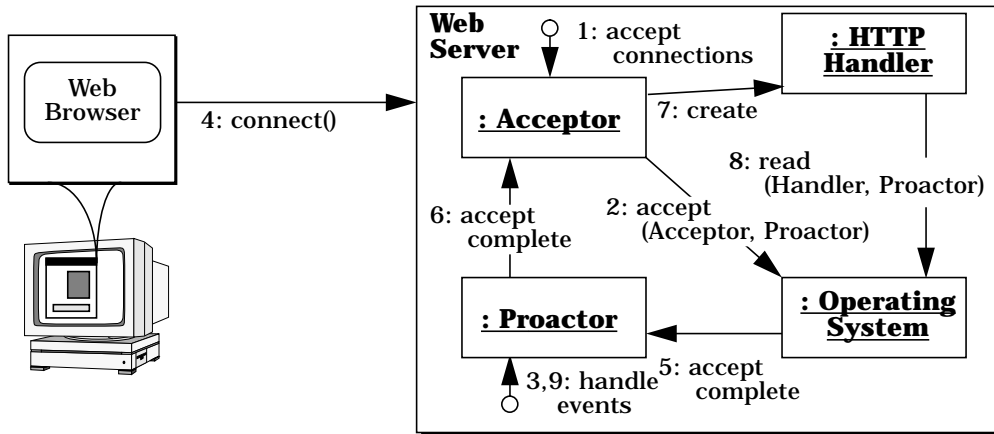 Web
Server
1: accept
connections
: HTTP
Handler
Web
Browser
4: connect()
: Acceptor
7: create
8: read
(Handler, Proactor)
6: accept
complete
2: accept
(Acceptor, Proactor)
: Proactor
: Operating
System
3,9: handle
events
5: accept
complete